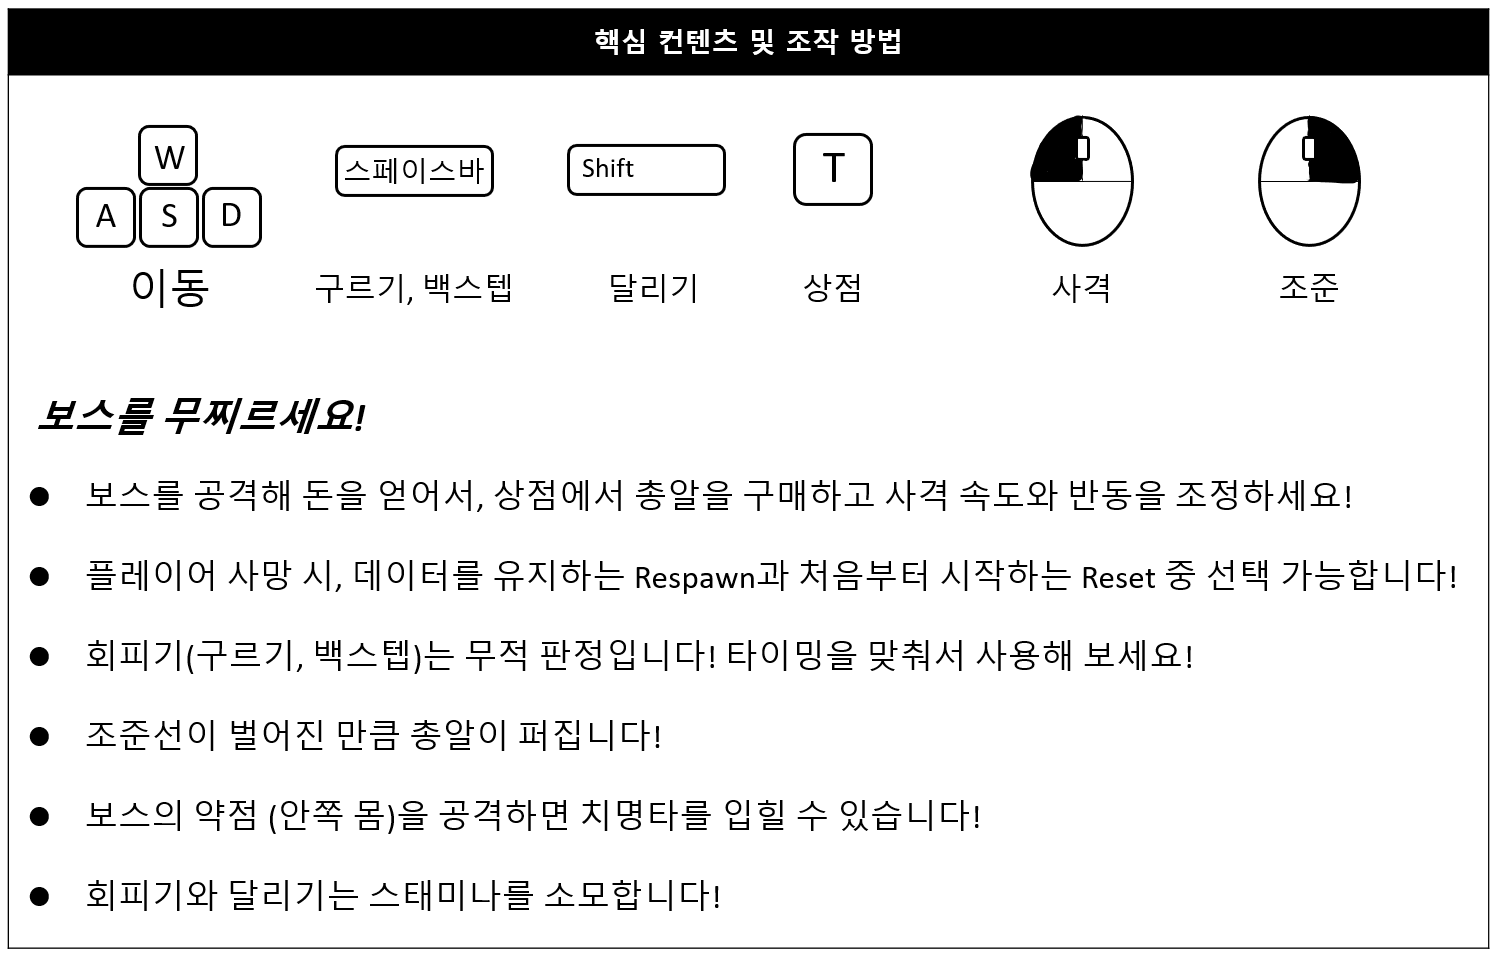 핵심 컨텐츠 및 조작 방법
W
A S D
스페이스바
Shift
T
이동
구르기, 백스텝
달리기
상점
사격
조준
보스를 무찌르세요!
● 보스를 공격해 돈을 얻어서, 상점에서 총알을 구매하고 사격 속도와 반동을 조정하세요!
● 플레이어 사망 시, 데이터를 유지하는 Respawn과 처음부터 시작하는 Reset 중 선택 가능합니다!
● 회피기(구르기, 백스텝)는 무적 판정입니다! 타이밍을 맞춰서 사용해 보세요!
● 조준선이 벌어진 만큼 총알이 퍼집니다!
● 보스의 약점 (안쪽 몸)을 공격하면 치명타를 입힐 수 있습니다!
● 회피기와 달리기는 스태미나를 소모합니다!